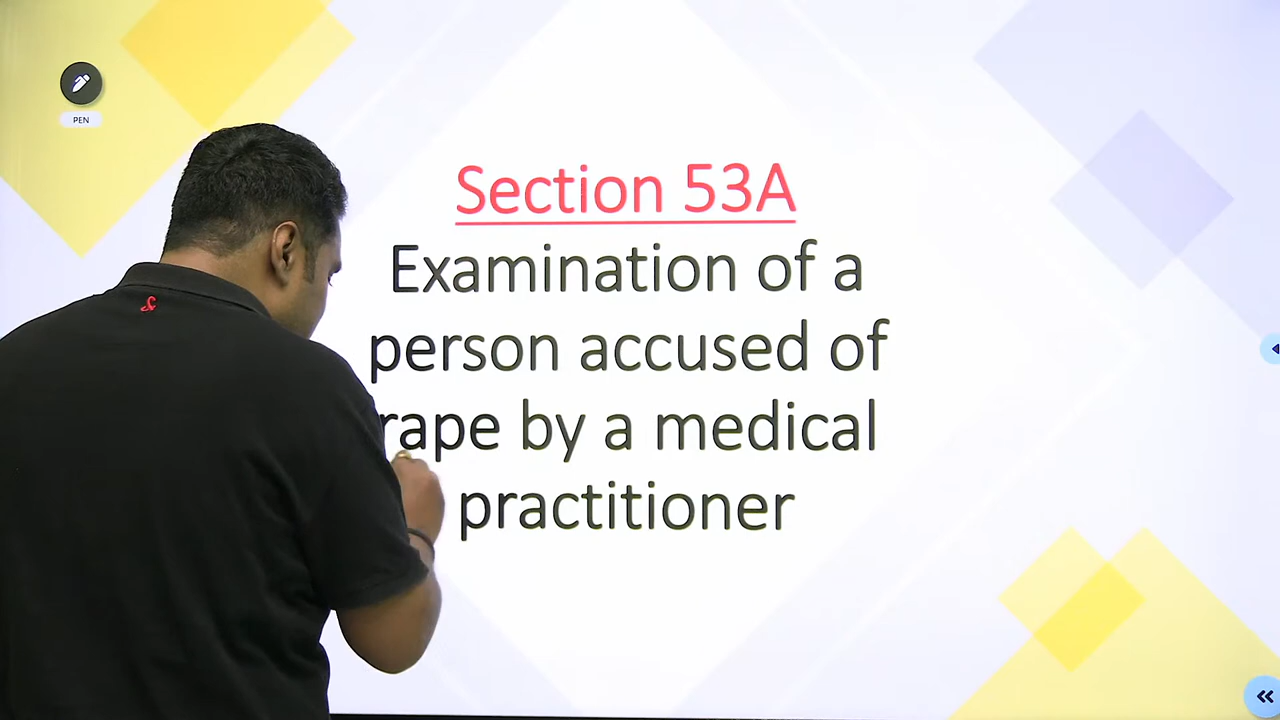 PEN
Section 53A
Examination of a
person accused of
rape by a medical
practitioner